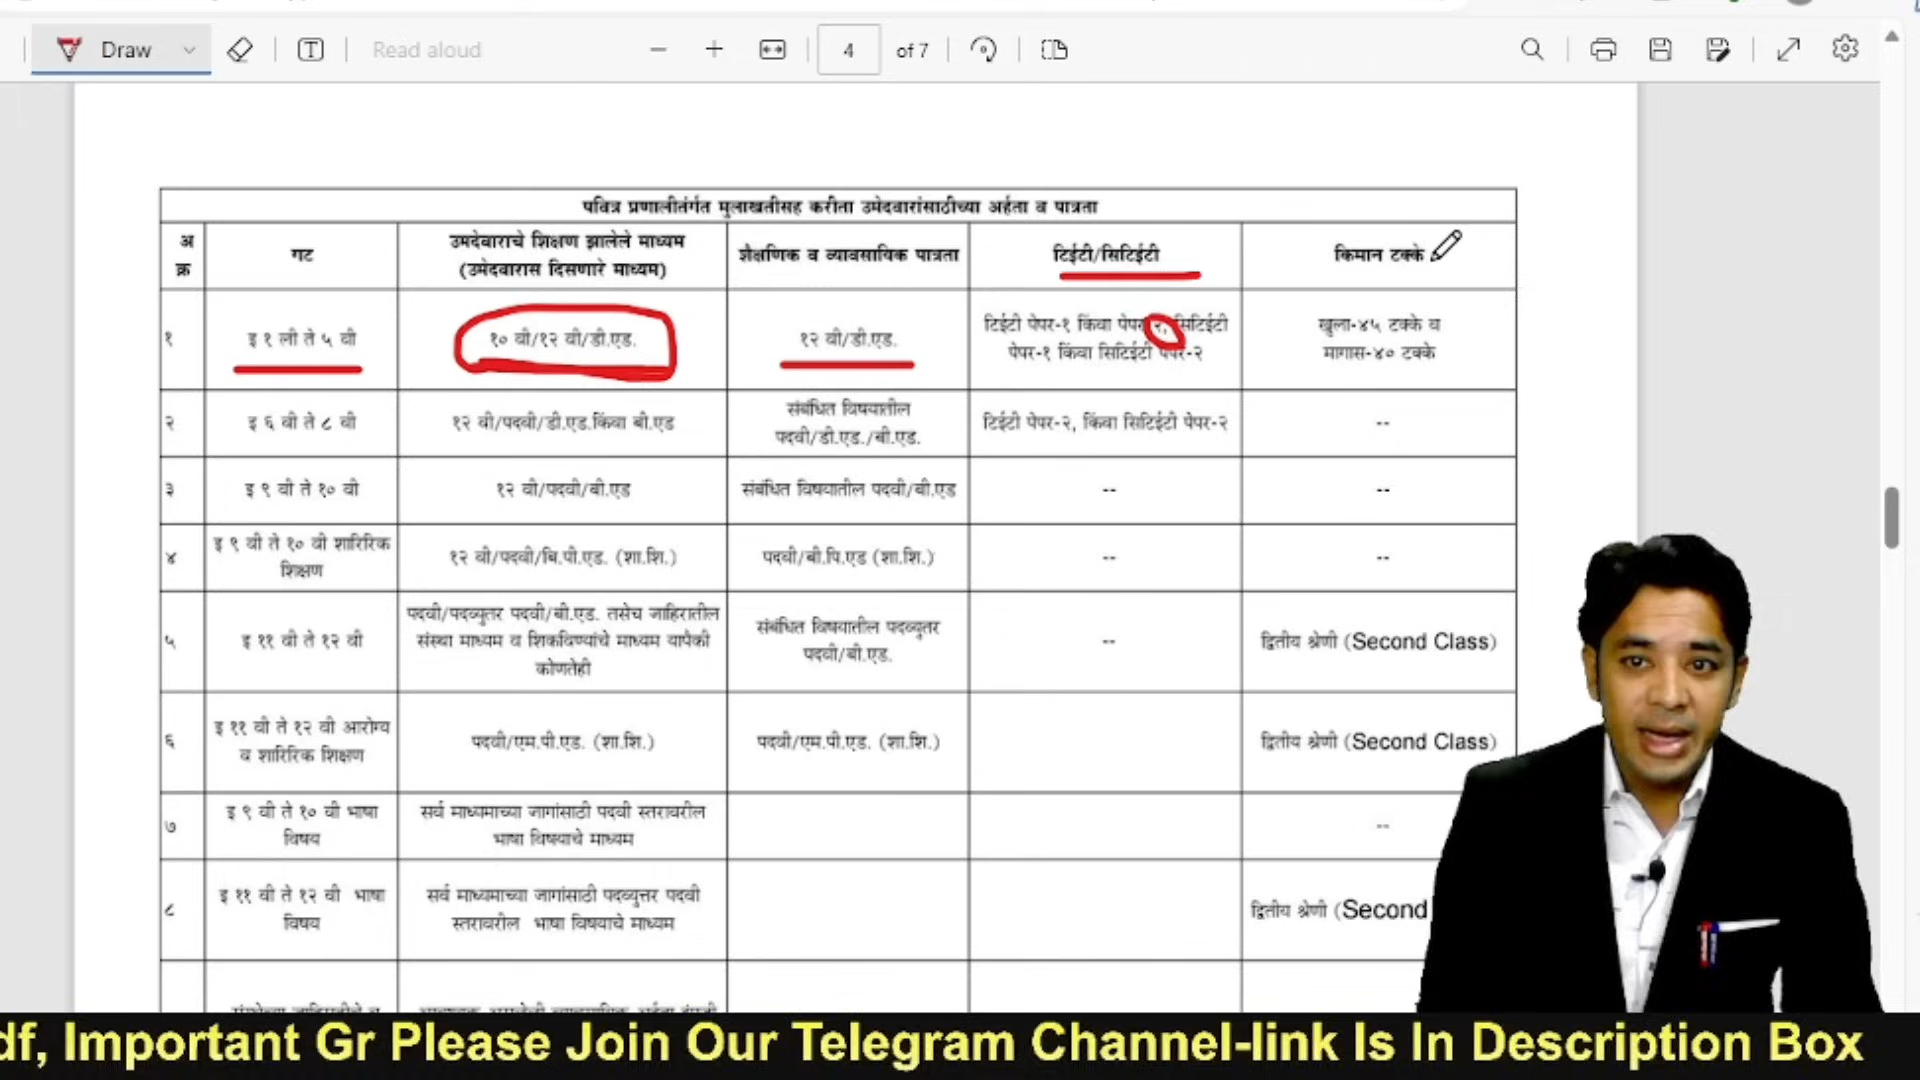 Draw
Read aloud
4 of 7
पवित्र प्रणालीतंर्गत मुलाखतीसह करीता उमेदवारांसाठीच्या अर्हता व पात्रता
अ
क्र
गट
उमदेवाराचे शिक्षण झालेले माध्यम
(उमेदवारास दिसणारे माध्यम)
शैक्षणिक व व्यावसायिक पात्रता
टिईटी/सिटिईटी
किमान टक्के
१
इ १ ली ते ५ वी
१० वी/१२ वी/डी.एड.
१२ वी/डी.एड.
टिईटी पेपर-१ किंवा पेपर २, सिटिईटी
पेपर-१ किंवा सिटिईटी पेपर-२
खुला-४५ टक्के व
मागास-४० टक्के
२
इ ६ वी ते ८ वी
१२ वी/पदवी/डी.एड.किंवा बी.एड
संबंधित विषयातील
पदवी/डी.एड./बी.एड.
टिईटी पेपर-२, किंवा सिटिईटी पेपर-२
--
३
इ ९ वी ते १० वी
१२ वी/पदवी/बी.एड
संबंधित विषयातील पदवी/बी.एड
--
--
४
इ ९ वी ते १० वी शारिरिक
शिक्षण
१२ वी/पदवी/बि.पी.एड. (शा.शि.)
पदवी/बी.पि.एड (शा.शि.)
--
--
५
इ ११ वी ते १२ वी
पदवी/पदव्युतर पदवी/बी.एड. तसेच जाहिरातील
संस्था माध्यम व शिकविण्यांचे माध्यम यापैकी
कोणतेही
संबंधित विषयातील पदव्युतर
पदवी/बी.एड.
--
द्वितीय श्रेणी (Second Class)
६
इ ११ वी ते १२ वी आरोग्य
व शारिरिक शिक्षण
पदवी/एम.पी.एड. (शा.शि.)
पदवी/एम.पी.एड. (शा.शि.)
द्वितीय श्रेणी (Second Class)
७
इ ९ वी ते १० वी भाषा
विषय
सर्व माध्यमाच्या जागांसाठी पदवी स्तरावरील
भाषा विषयाचे माध्यम
--
८
इ ११ वी ते १२ वी भाषा
विषय
सर्व माध्यमाच्या जागांसाठी पदव्युत्तर पदवी
स्तरावरील भाषा विषयाचे माध्यम
द्वितीय श्रेणी (Second
df, Important Gr Please Join Our Telegram Channel-link Is In Description Box